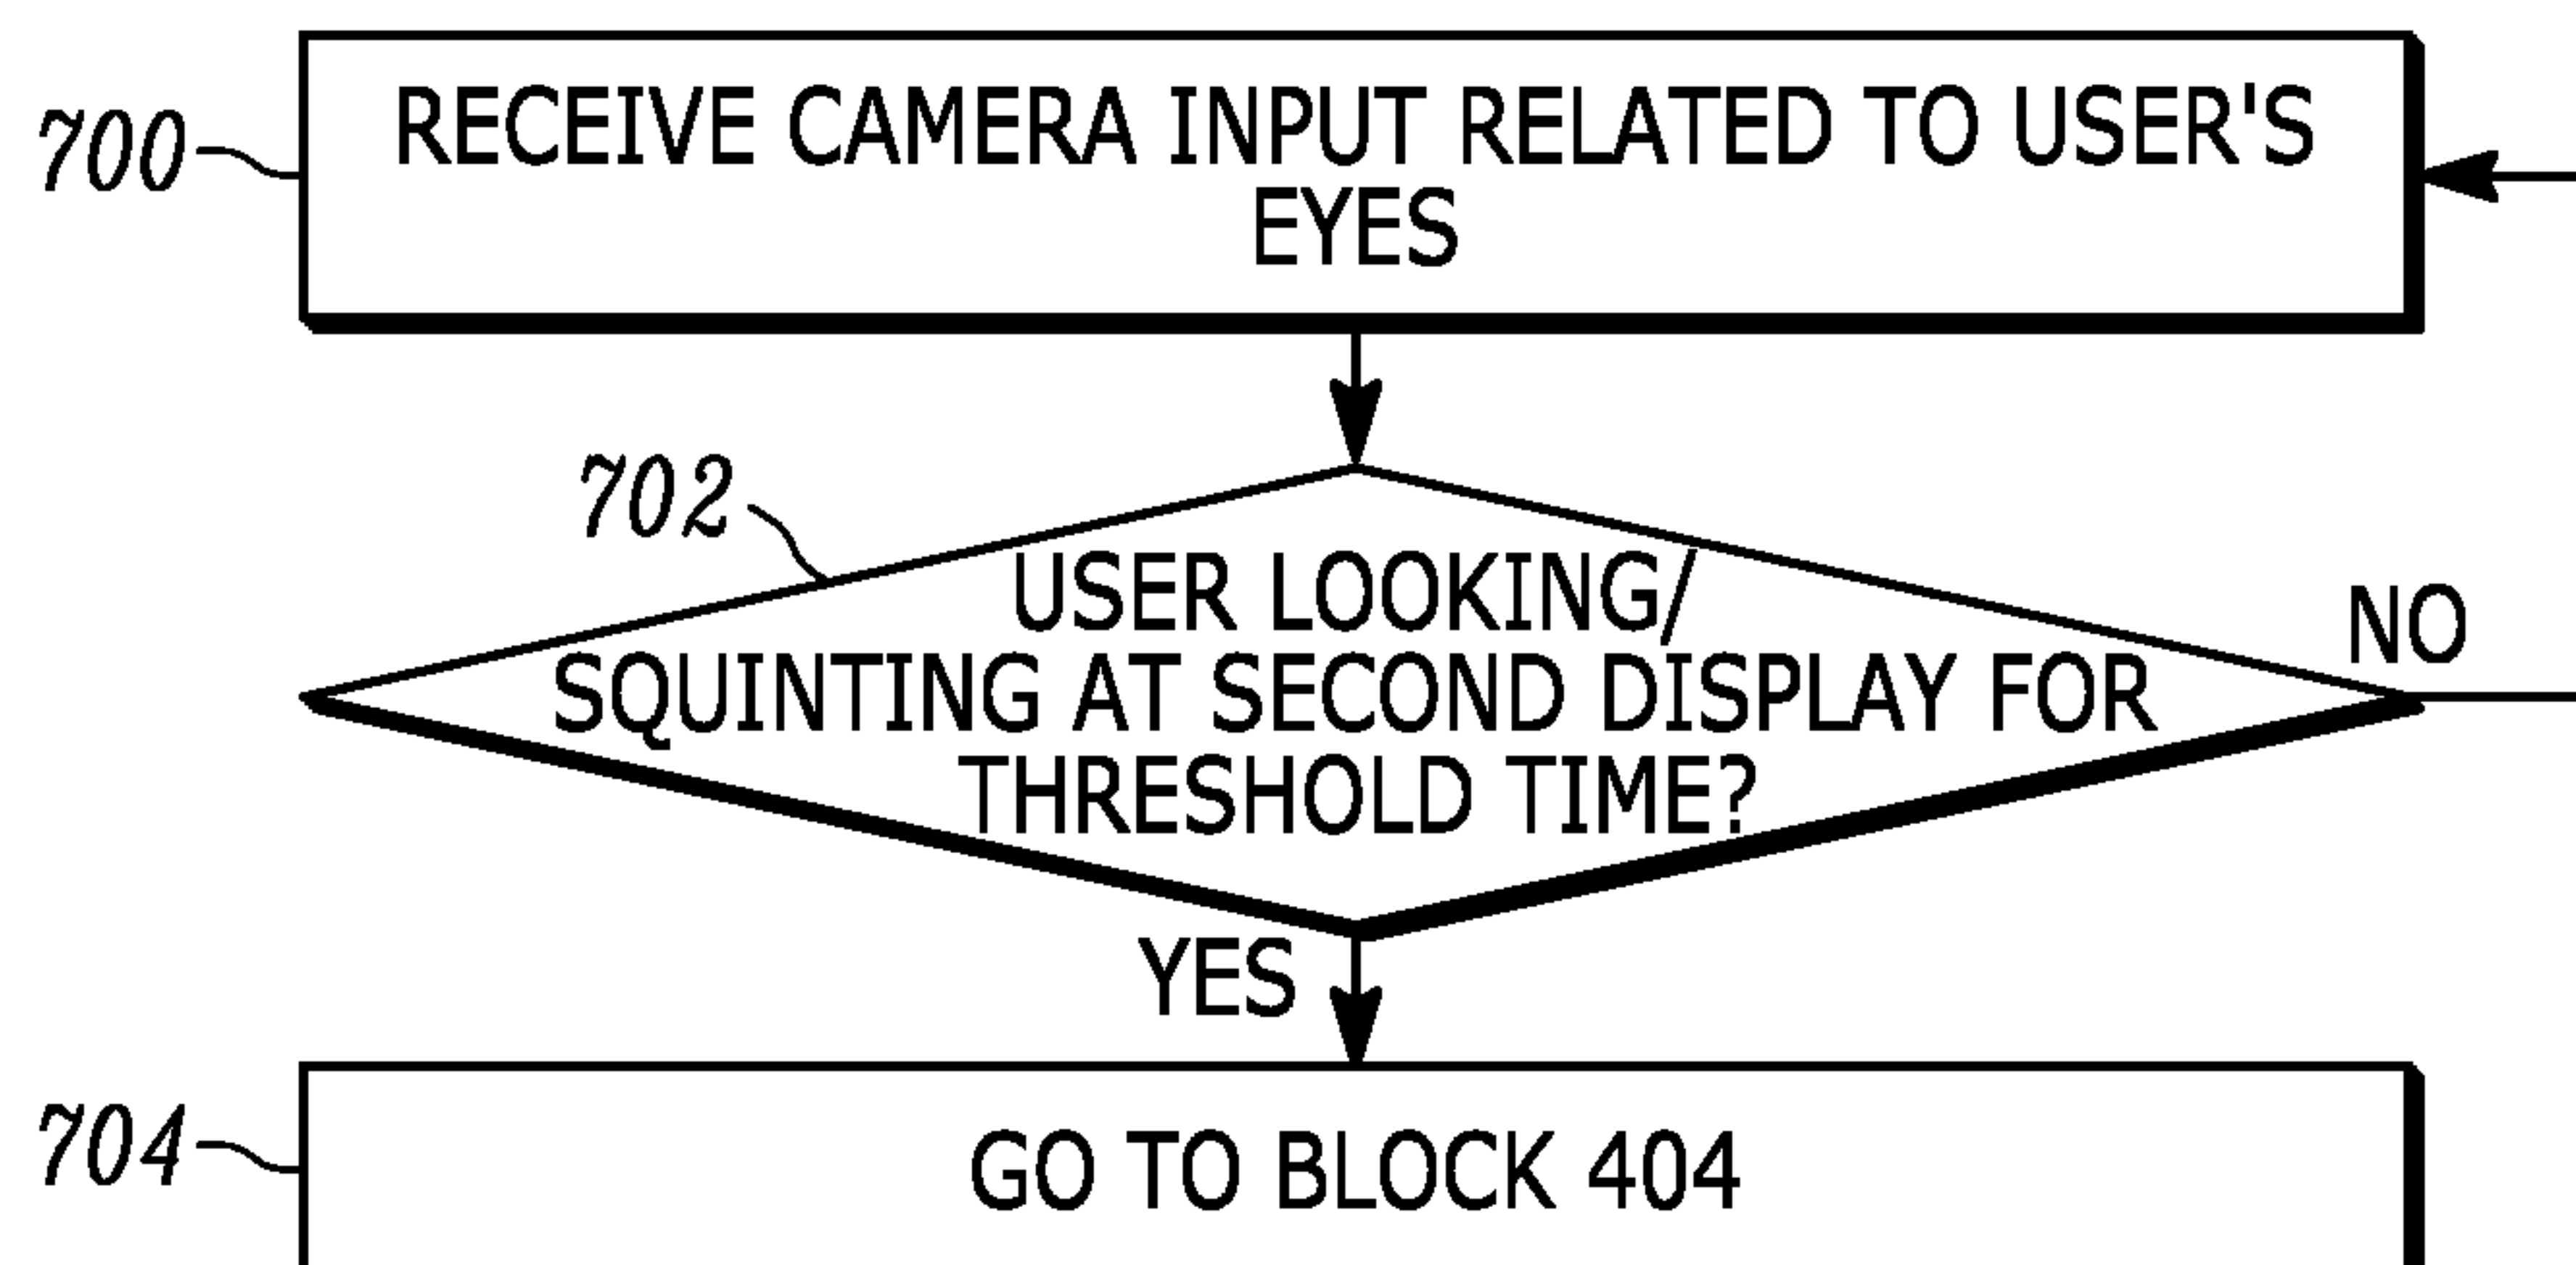 700
RECEIVE CAMERA INPUT RELATED TO USER'S
EYES
702
USER LOOKING/
SQUINTING AT SECOND DISPLAY FOR
THRESHOLD TIME?
NO
YES
704
GO TO BLOCK 404